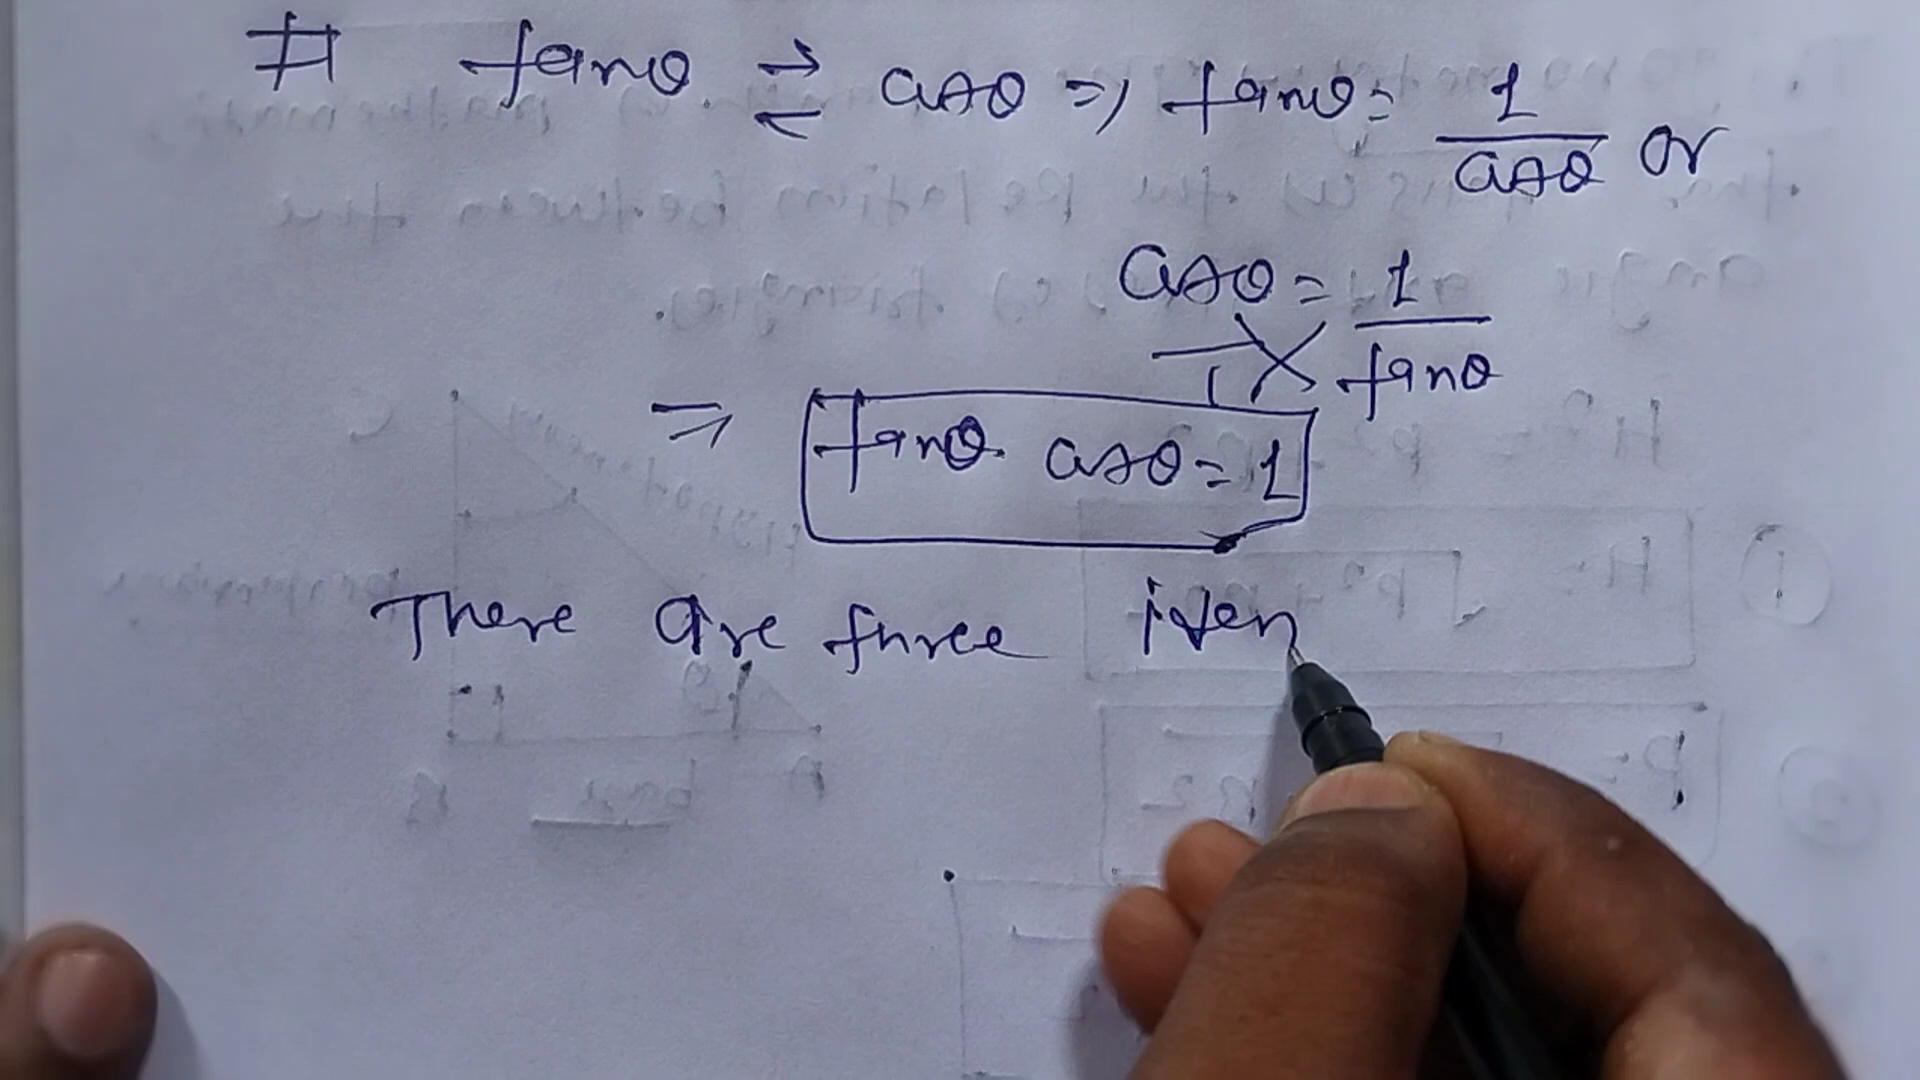 # tanθ ⇌ cotθ => tanθ = 1/cotθ or
cotθ = 1/tanθ
=> tanθ. cotθ = 1
There are three iden